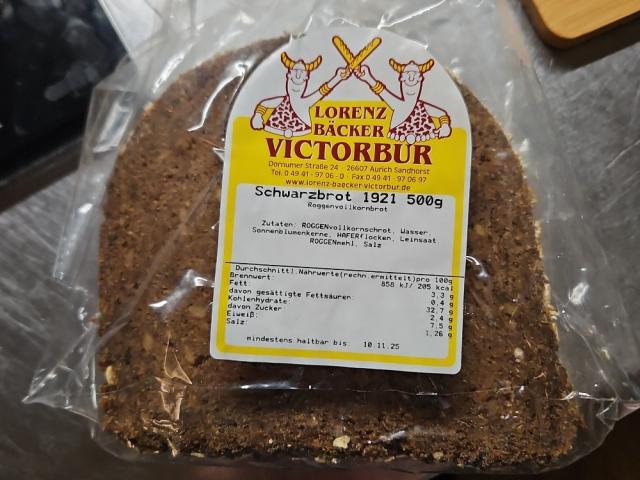 LORENZ
BÄCKER
VICTORBUR
Dornumer Straße 24 · 26607 Aurich Sandhorst
Tel. 0 49 41 - 97 06 - 0 · Fax 0 49 41 - 97 06 97
www.lorenz-baecker-victorbur.de
Schwarzbrot 1921 500g
Roggenvollkornbrot
Zutaten: ROGGENvollkornschrot, Wasser,
Sonnenblumenkerne, HAFERflocken, Leinsaat
ROGGENmehl, Salz
Durchschnittl.Nährwerte(rechn.ermittelt)pro 100g
Brennwert: 858 kJ/ 205 kcal
Fett: 3,3 g
davon gesättigte Fettsäuren: 0,4 g
Kohlenhydrate: 32,7 g
davon Zucker 2,4 g
Eiweiß: 7,5 g
Salz: 1,26 g
mindestens haltbar bis: 10.11.25